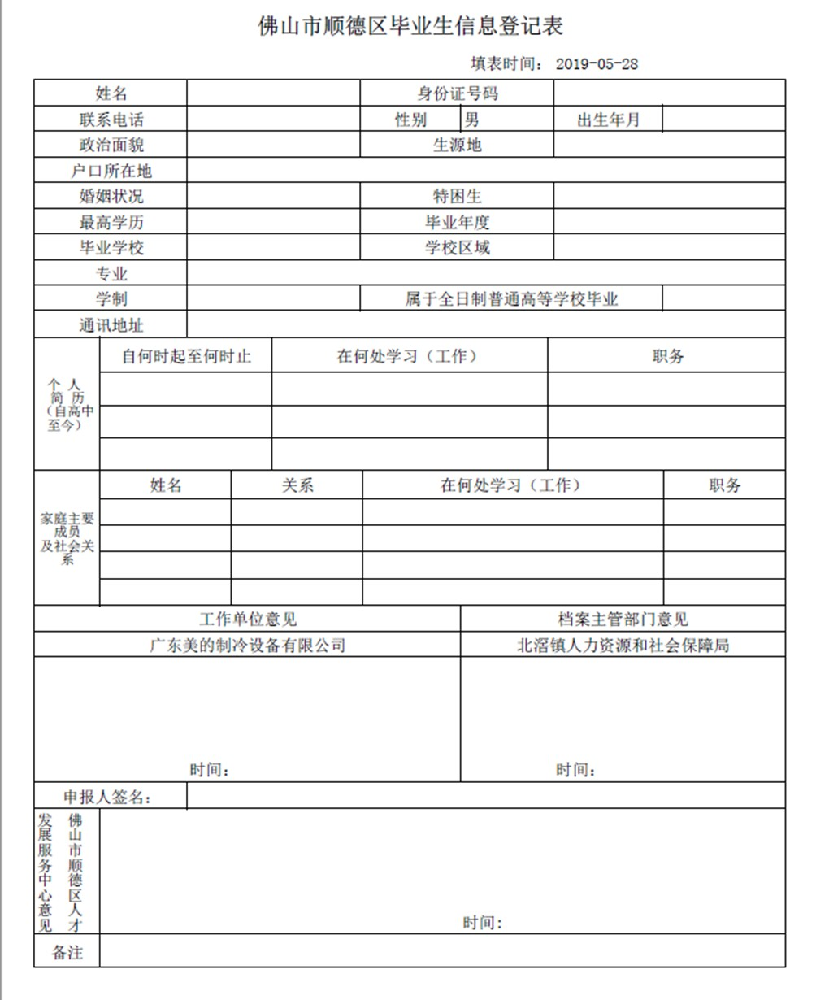 佛山市顺德区毕业生信息登记表
填表时间： 2019-05-28
姓名 身份证号码
联系电话 性别 男 出生年月
政治面貌 生源地
户口所在地
婚姻状况 特困生
最高学历 毕业年度
毕业学校 学校区域
专业
学制 属于全日制普通高等学校毕业
通讯地址
个 人
简 历
（自高中
至今）
自何时起至何时止 在何处学习（工作） 职务
家庭主要
成员
及社会关
系
姓名 关系 在何处学习（工作） 职务
工作单位意见 档案主管部门意见
广东美的制冷设备有限公司 北滘镇人力资源和社会保障局
时间： 时间：
申报人签名：
佛山市顺德区人才
发展服务中心意见
时间：
备注